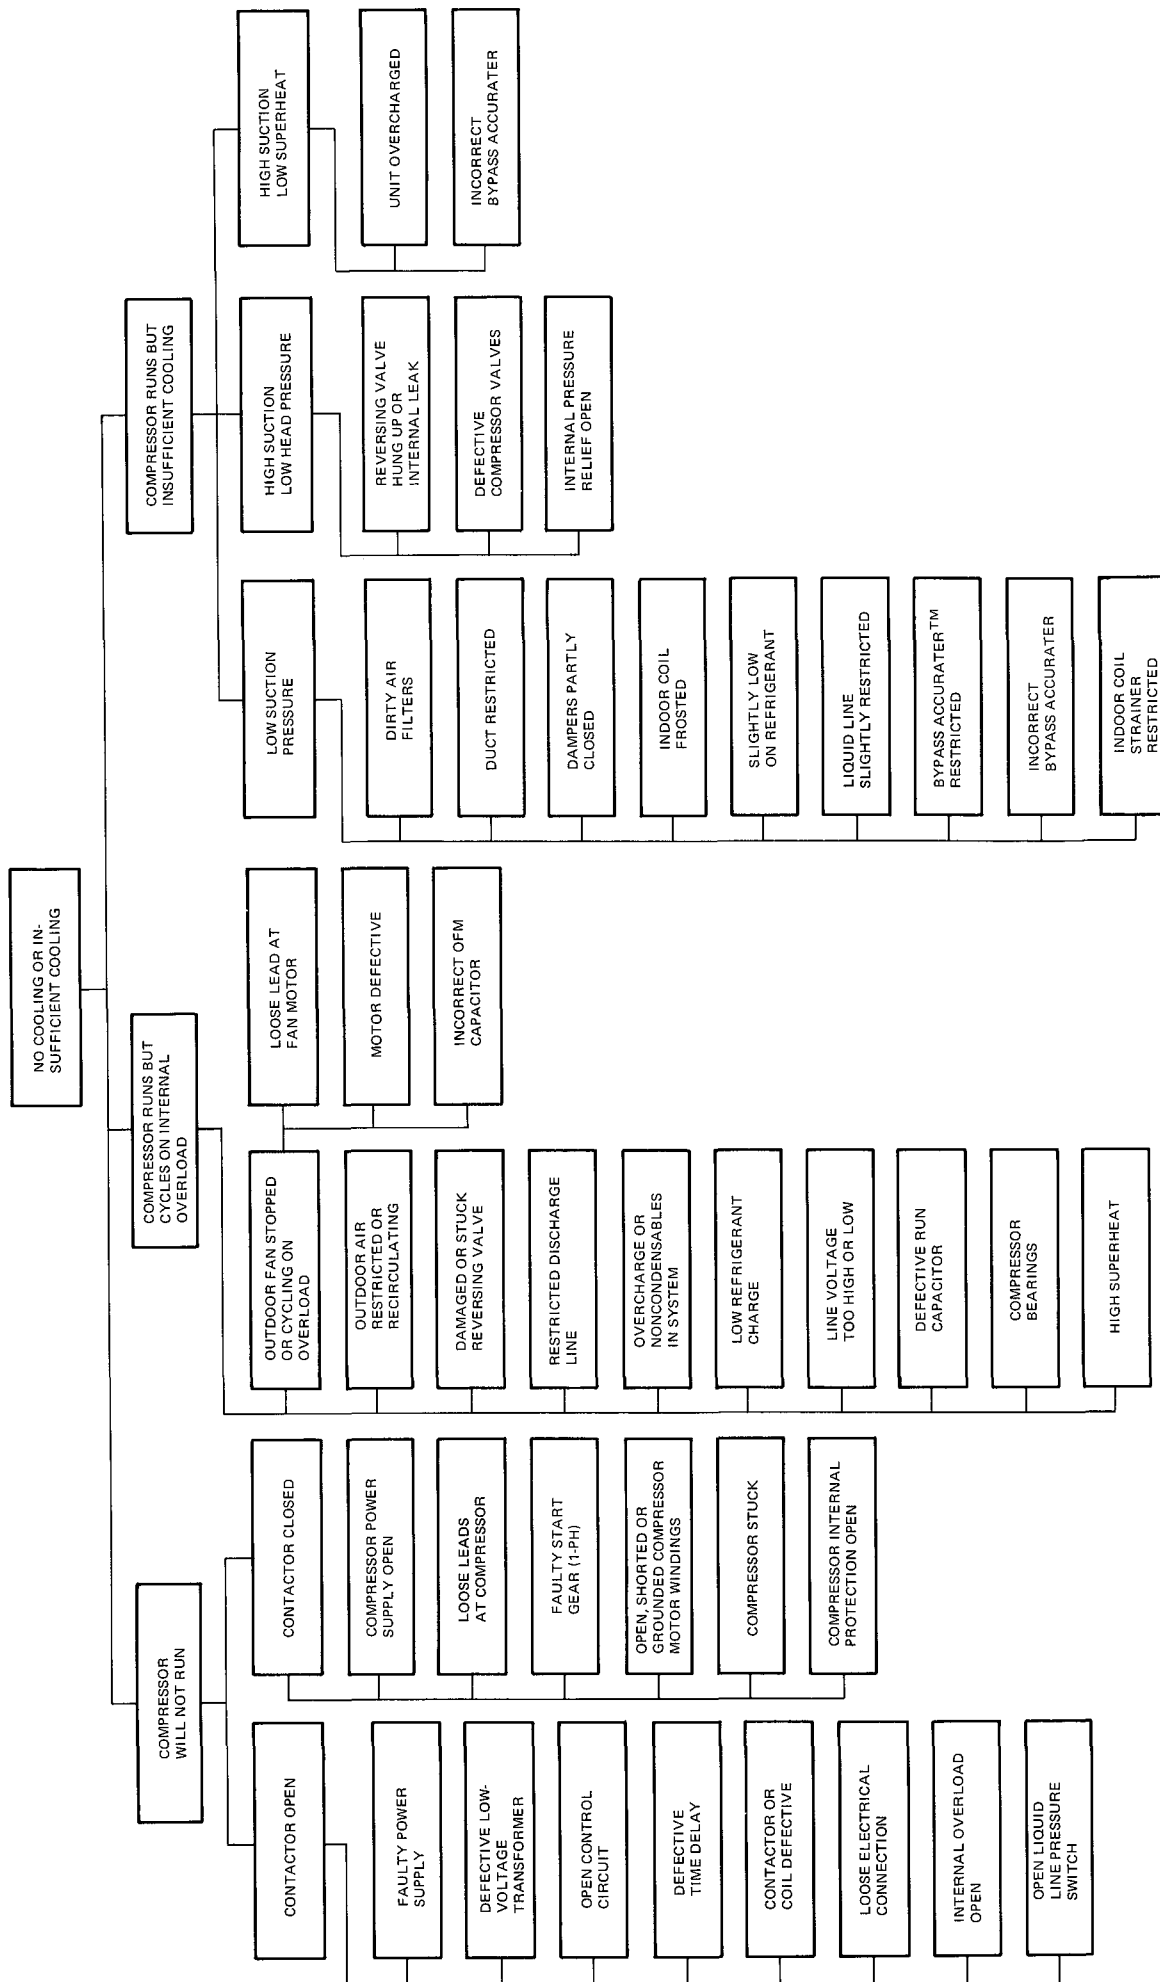 NO COOLING OR IN-
SUFFICIENT COOLING
COMPRESSOR
WILL NOT RUN
CONTACTOR OPEN
FAULTY POWER
SUPPLY
DEFECTIVE LOW-
VOLTAGE
TRANSFORMER
OPEN CONTROL
CIRCUIT
DEFECTIVE
TIME DELAY
CONTACTOR OR
COIL DEFECTIVE
LOOSE ELECTRICAL
CONNECTION
INTERNAL OVERLOAD
OPEN
OPEN LIQUID
LINE PRESSURE
SWITCH
CONTACTOR CLOSED
COMPRESSOR POWER
SUPPLY OPEN
LOOSE LEADS
AT COMPRESSOR
FAULTY START
GEAR (1-PH)
OPEN, SHORTED OR
GROUNDED COMPRESSOR
MOTOR WINDINGS
COMPRESSOR STUCK
COMPRESSOR INTERNAL
PROTECTION OPEN
COMPRESSOR RUNS BUT
CYCLES ON INTERNAL
OVERLOAD
OUTDOOR FAN STOPPED
OR CYCLING ON
OVERLOAD
OUTDOOR AIR
RESTRICTED OR
RECIRCULATING
DAMAGED OR STUCK
REVERSING VALVE
RESTRICTED DISCHARGE
LINE
OVERCHARGE OR
NONCONDENSABLES
IN SYSTEM
LOW REFRIGERANT
CHARGE
LINE VOLTAGE
TOO HIGH OR LOW
DEFECTIVE RUN
CAPACITOR
COMPRESSOR
BEARINGS
HIGH SUPERHEAT
LOOSE LEAD AT
FAN MOTOR
MOTOR DEFECTIVE
INCORRECT OFM
CAPACITOR
COMPRESSOR RUNS BUT
INSUFFICIENT COOLING
LOW SUCTION
PRESSURE
DIRTY AIR
FILTERS
DUCT RESTRICTED
DAMPERS PARTLY
CLOSED
INDOOR COIL
FROSTED
SLIGHTLY LOW
ON REFRIGERANT
LIQUID LINE
SLIGHTLY RESTRICTED
BYPASS ACCURATER™
RESTRICTED
INCORRECT
BYPASS ACCURATER
INDOOR COIL
STRAINER
RESTRICTED
HIGH SUCTION
LOW HEAD PRESSURE
REVERSING VALVE
HUNG UP OR
INTERNAL LEAK
DEFECTIVE
COMPRESSOR VALVES
INTERNAL PRESSURE
RELIEF OPEN
HIGH SUCTION
LOW SUPERHEAT
UNIT OVERCHARGED
INCORRECT
BYPASS ACCURATER